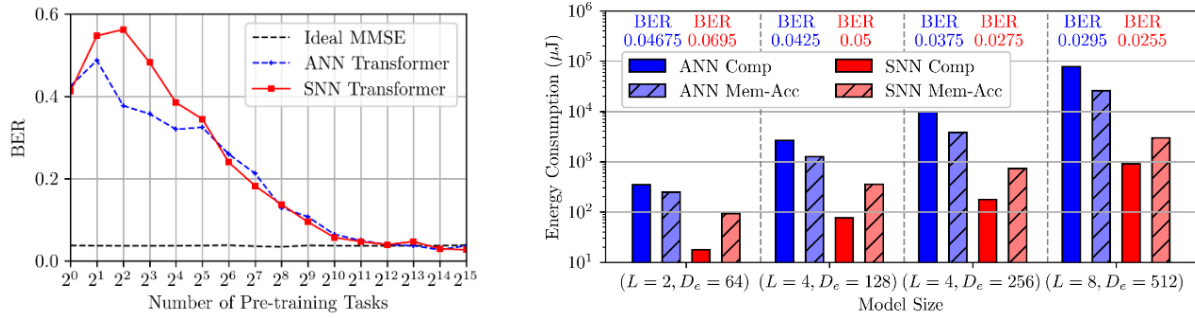 0.6
0.4
0.2
0.0
BER
Ideal MMSE
ANN Transformer
SNN Transformer
2^0 2^1 2^2 2^3 2^4 2^5 2^6 2^7 2^8 2^9 2^10 2^11 2^12 2^13 2^14 2^15
Number of Pre-training Tasks
10^6
10^5
10^4
10^3
10^2
10^1
Energy Consumption (μJ)
BER BER BER BER BER BER BER BER
0.04675 0.0695 0.0425 0.05 0.0375 0.0275 0.0295 0.0255
ANN Comp SNN Comp
ANN Mem-Acc SNN Mem-Acc
(L = 2, D_e = 64) (L = 4, D_e = 128) (L = 4, D_e = 256) (L = 8, D_e = 512)
Model Size